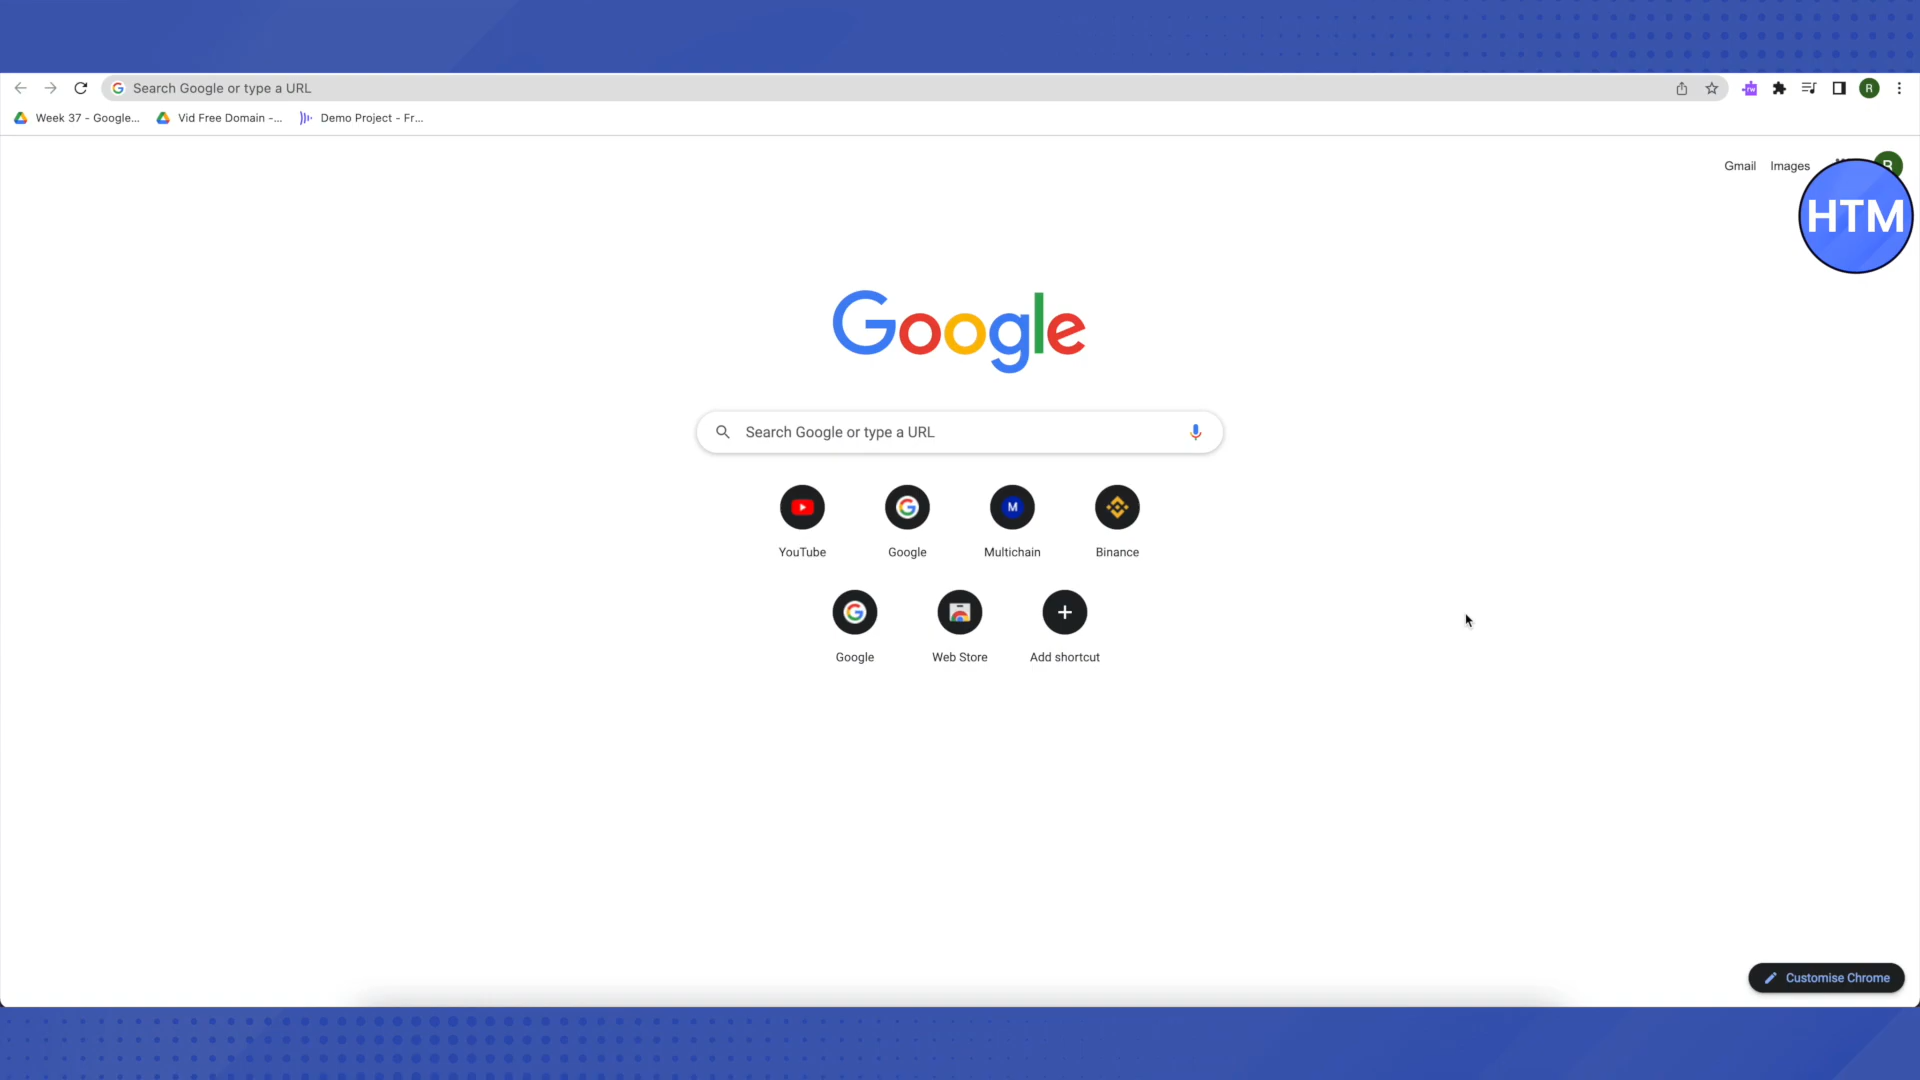 Search Google or type a URL
Week 37 - Google...
Vid Free Domain -...
Demo Project - Fr...
R
Gmail
Images
HTM
Google
Search Google or type a URL
M
YouTube
Google
Multichain
Binance
Google
Web Store
Add shortcut
Customise Chrome